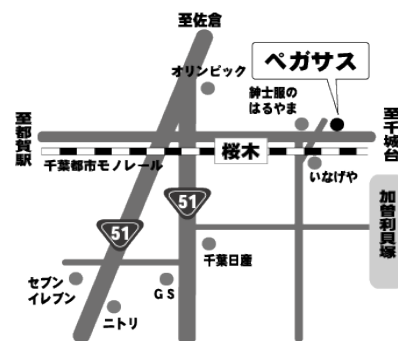 至佐倉
オリンピック
ペガサス
紳士服の
はるやま
至都賀駅
至千城台
桜木
千葉都市モノレール
いなげや
51
51
加曽利貝塚
千葉日産
セブン
イレブン
GS
ニトリ